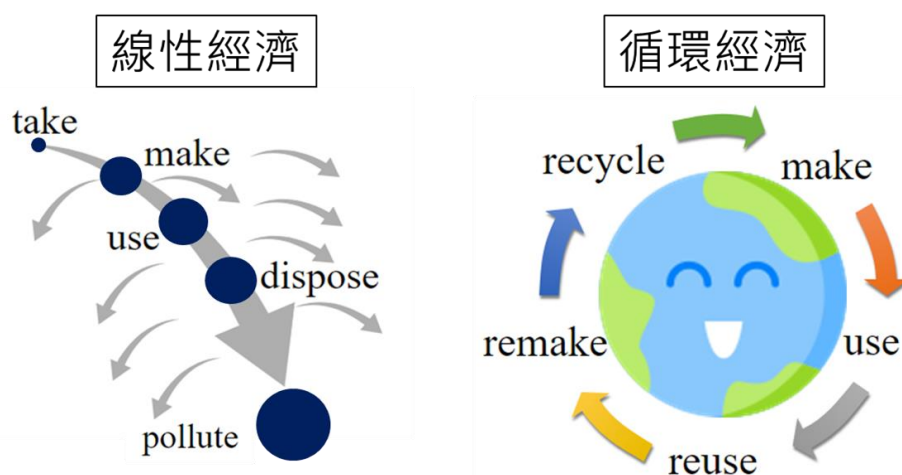 線性經濟
take
make
use
dispose
pollute
循環經濟
recycle
make
use
reuse
remake